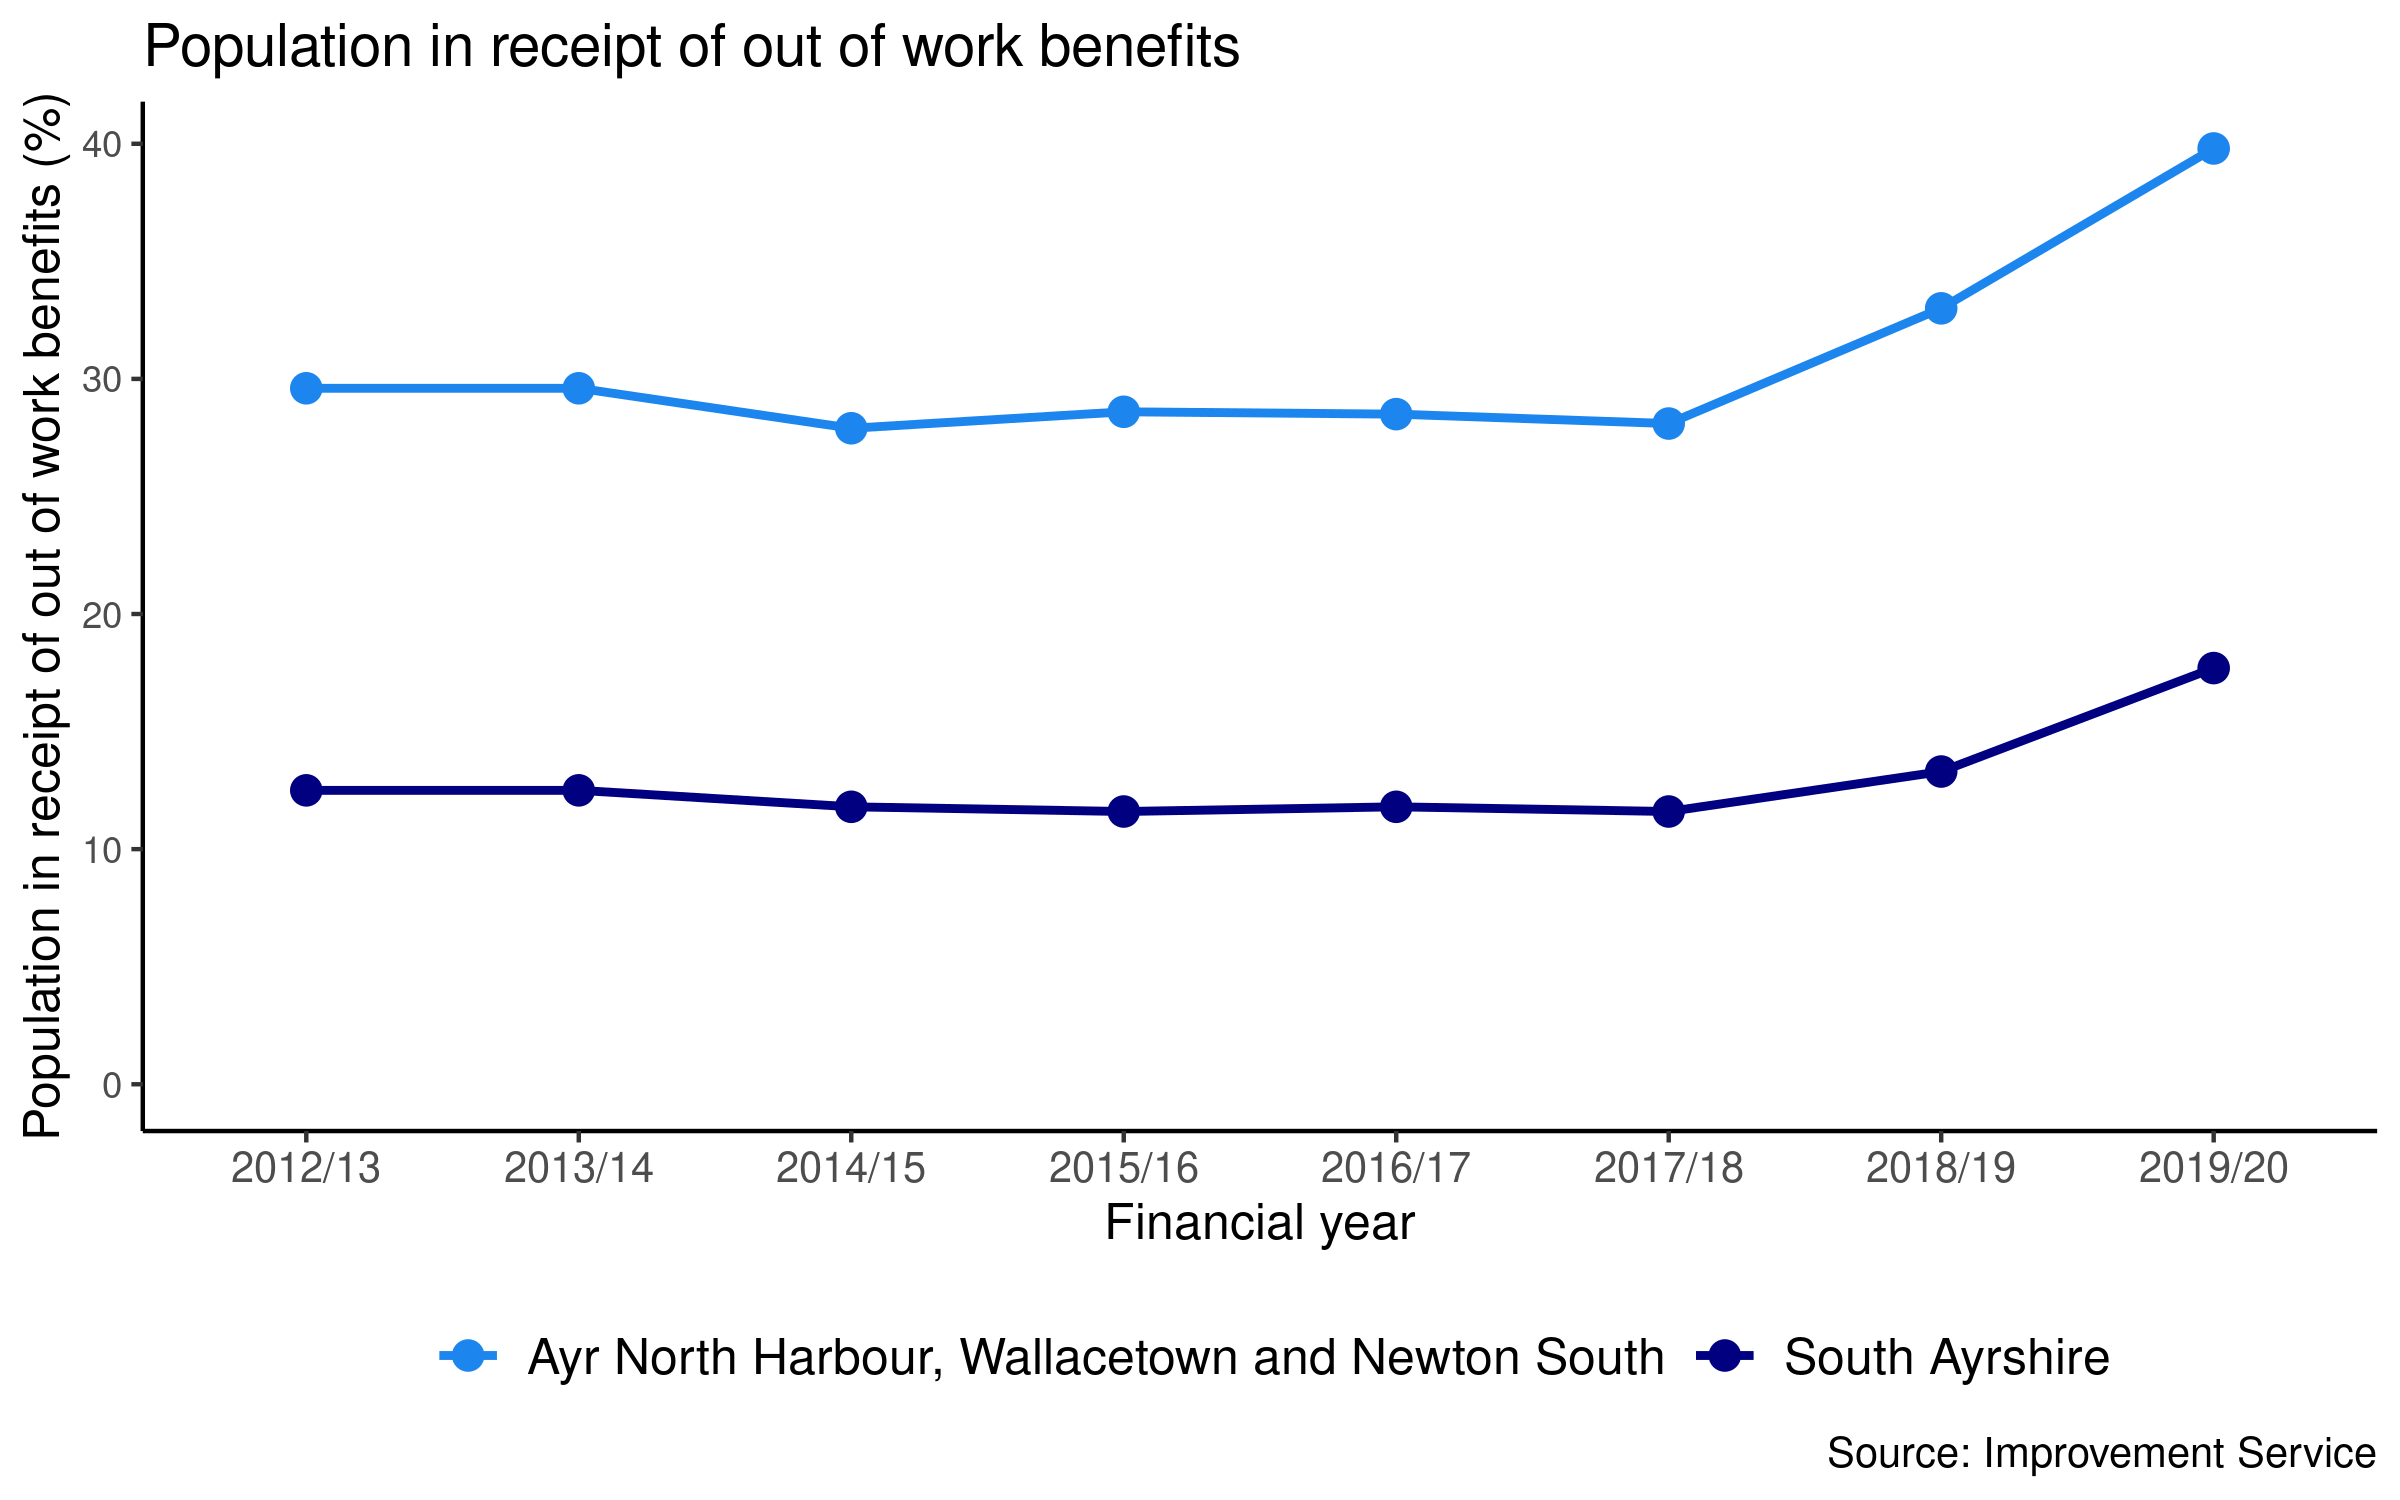 Population in receipt of out of work benefits
Population in receipt of out of work benefits (%)
40
30
20
10
0
2012/13 2013/14 2014/15 2015/16 2016/17 2017/18 2018/19 2019/20
Financial year
Ayr North Harbour, Wallacetown and Newton South South Ayrshire
Source: Improvement Service